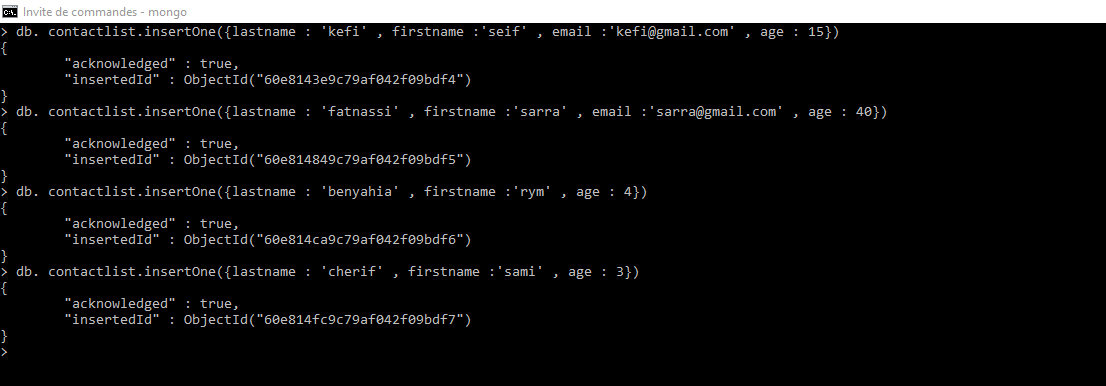 Invite de commandes - mongo
> db. contactlist.insertOne({lastname : 'kefi' , firstname :'seif' , email :'kefi@gmail.com' , age : 15})
{
        "acknowledged" : true,
        "insertedId" : ObjectId("60e8143e9c79af042f09bdf4")
}
> db. contactlist.insertOne({lastname : 'fatnassi' , firstname :'sarra' , email :'sarra@gmail.com' , age : 40})
{
        "acknowledged" : true,
        "insertedId" : ObjectId("60e814849c79af042f09bdf5")
}
> db. contactlist.insertOne({lastname : 'benyahia' , firstname :'rym' , age : 4})
{
        "acknowledged" : true,
        "insertedId" : ObjectId("60e814ca9c79af042f09bdf6")
}
> db. contactlist.insertOne({lastname : 'cherif' , firstname :'sami' , age : 3})
{
        "acknowledged" : true,
        "insertedId" : ObjectId("60e814fc9c79af042f09bdf7")
}
>